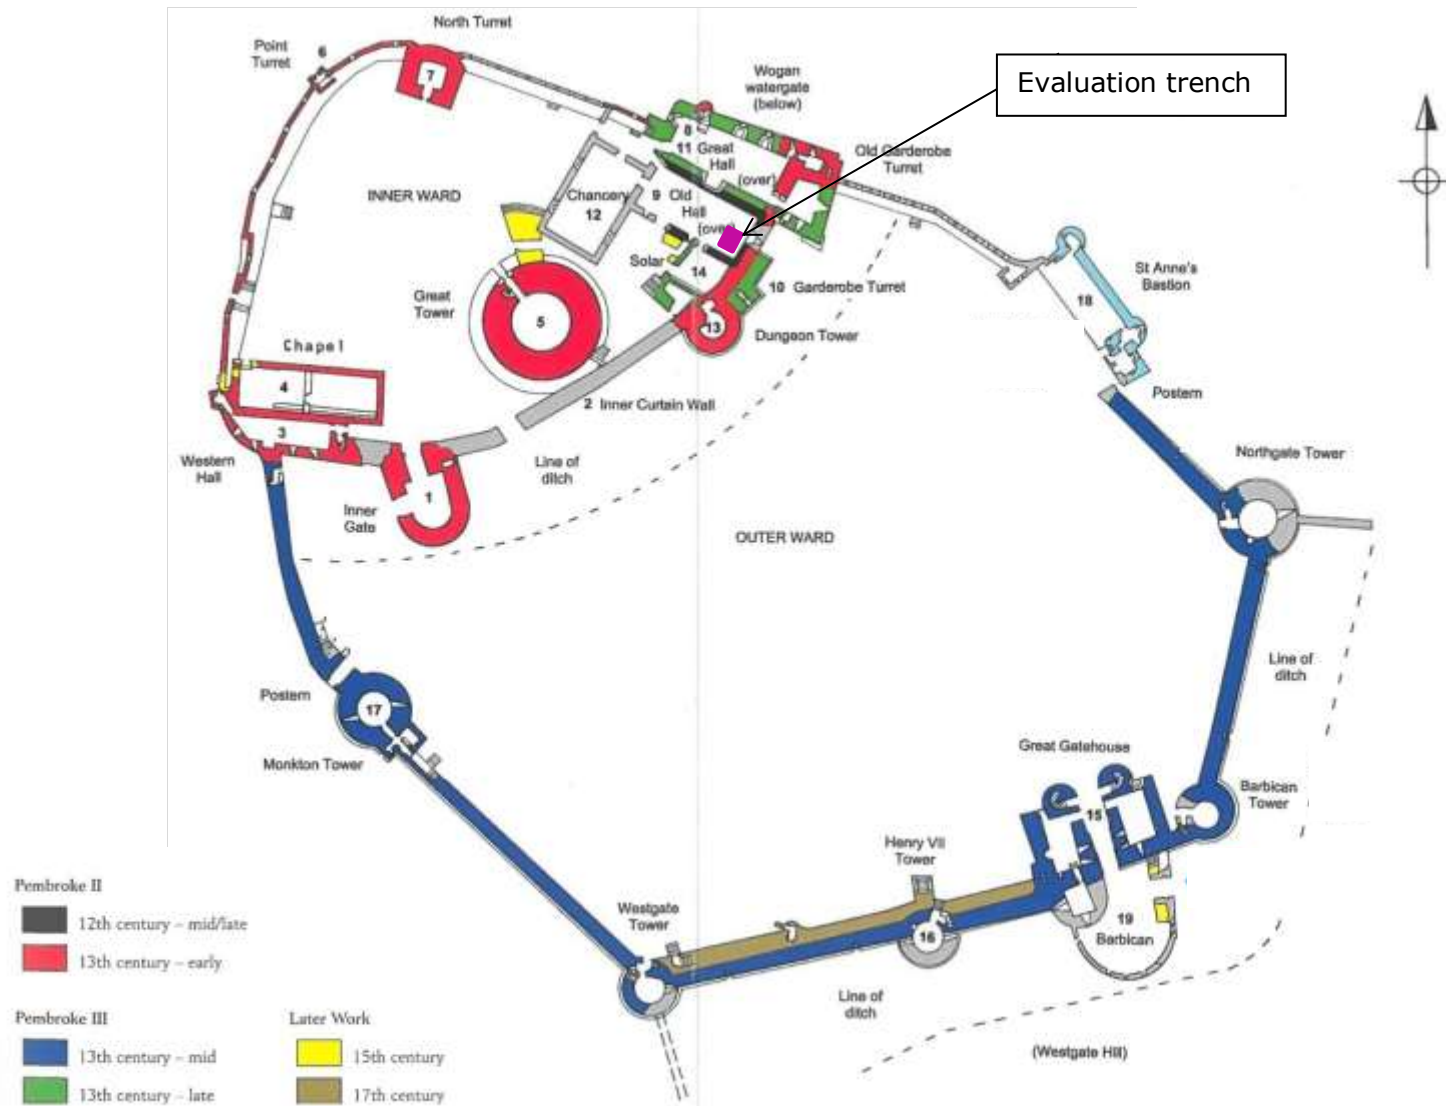 North Turret
Point
Turret
6
7
Wogan
watergate
(below)
Evaluation trench
8
11 Great
Hall
(over)
Old Garderobe
Turret
INNER WARD
Chancery
12
9 Old
Hall
(over)
Solar
14
10 Garderobe Turret
St Anne's
Bastion
18
Great
Tower
5
13
Dungeon Tower
Chapel
4
Postern
2 Inner Curtain Wall
3
Western
Hall
Line of
ditch
Northgate Tower
1
Inner
Gate
OUTER WARD
Line of
ditch
Postern
17
Monkton Tower
Great Gatehouse
Barbican
Tower
15
Henry VII
Tower
Westgate
Tower
16
19
Barbican
Line of
ditch
(Westgate Hill)
Pembroke II
12th century – mid/late
13th century – early
Pembroke III
13th century – mid
13th century – late
Later Work
15th century
17th century